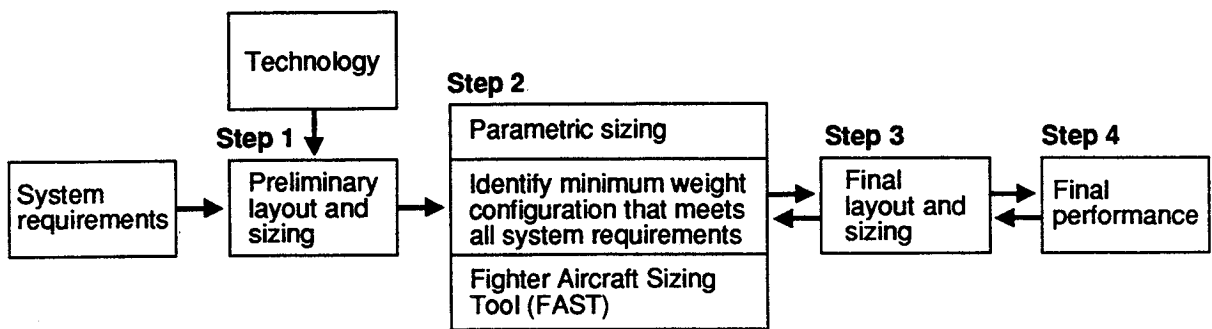 Technology
Step 1
Step 2
Step 3
Step 4
System
requirements
Preliminary
layout and
sizing
Parametric sizing
Identify minimum weight
configuration that meets
all system requirements
Fighter Aircraft Sizing
Tool (FAST)
Final
layout and
sizing
Final
performance